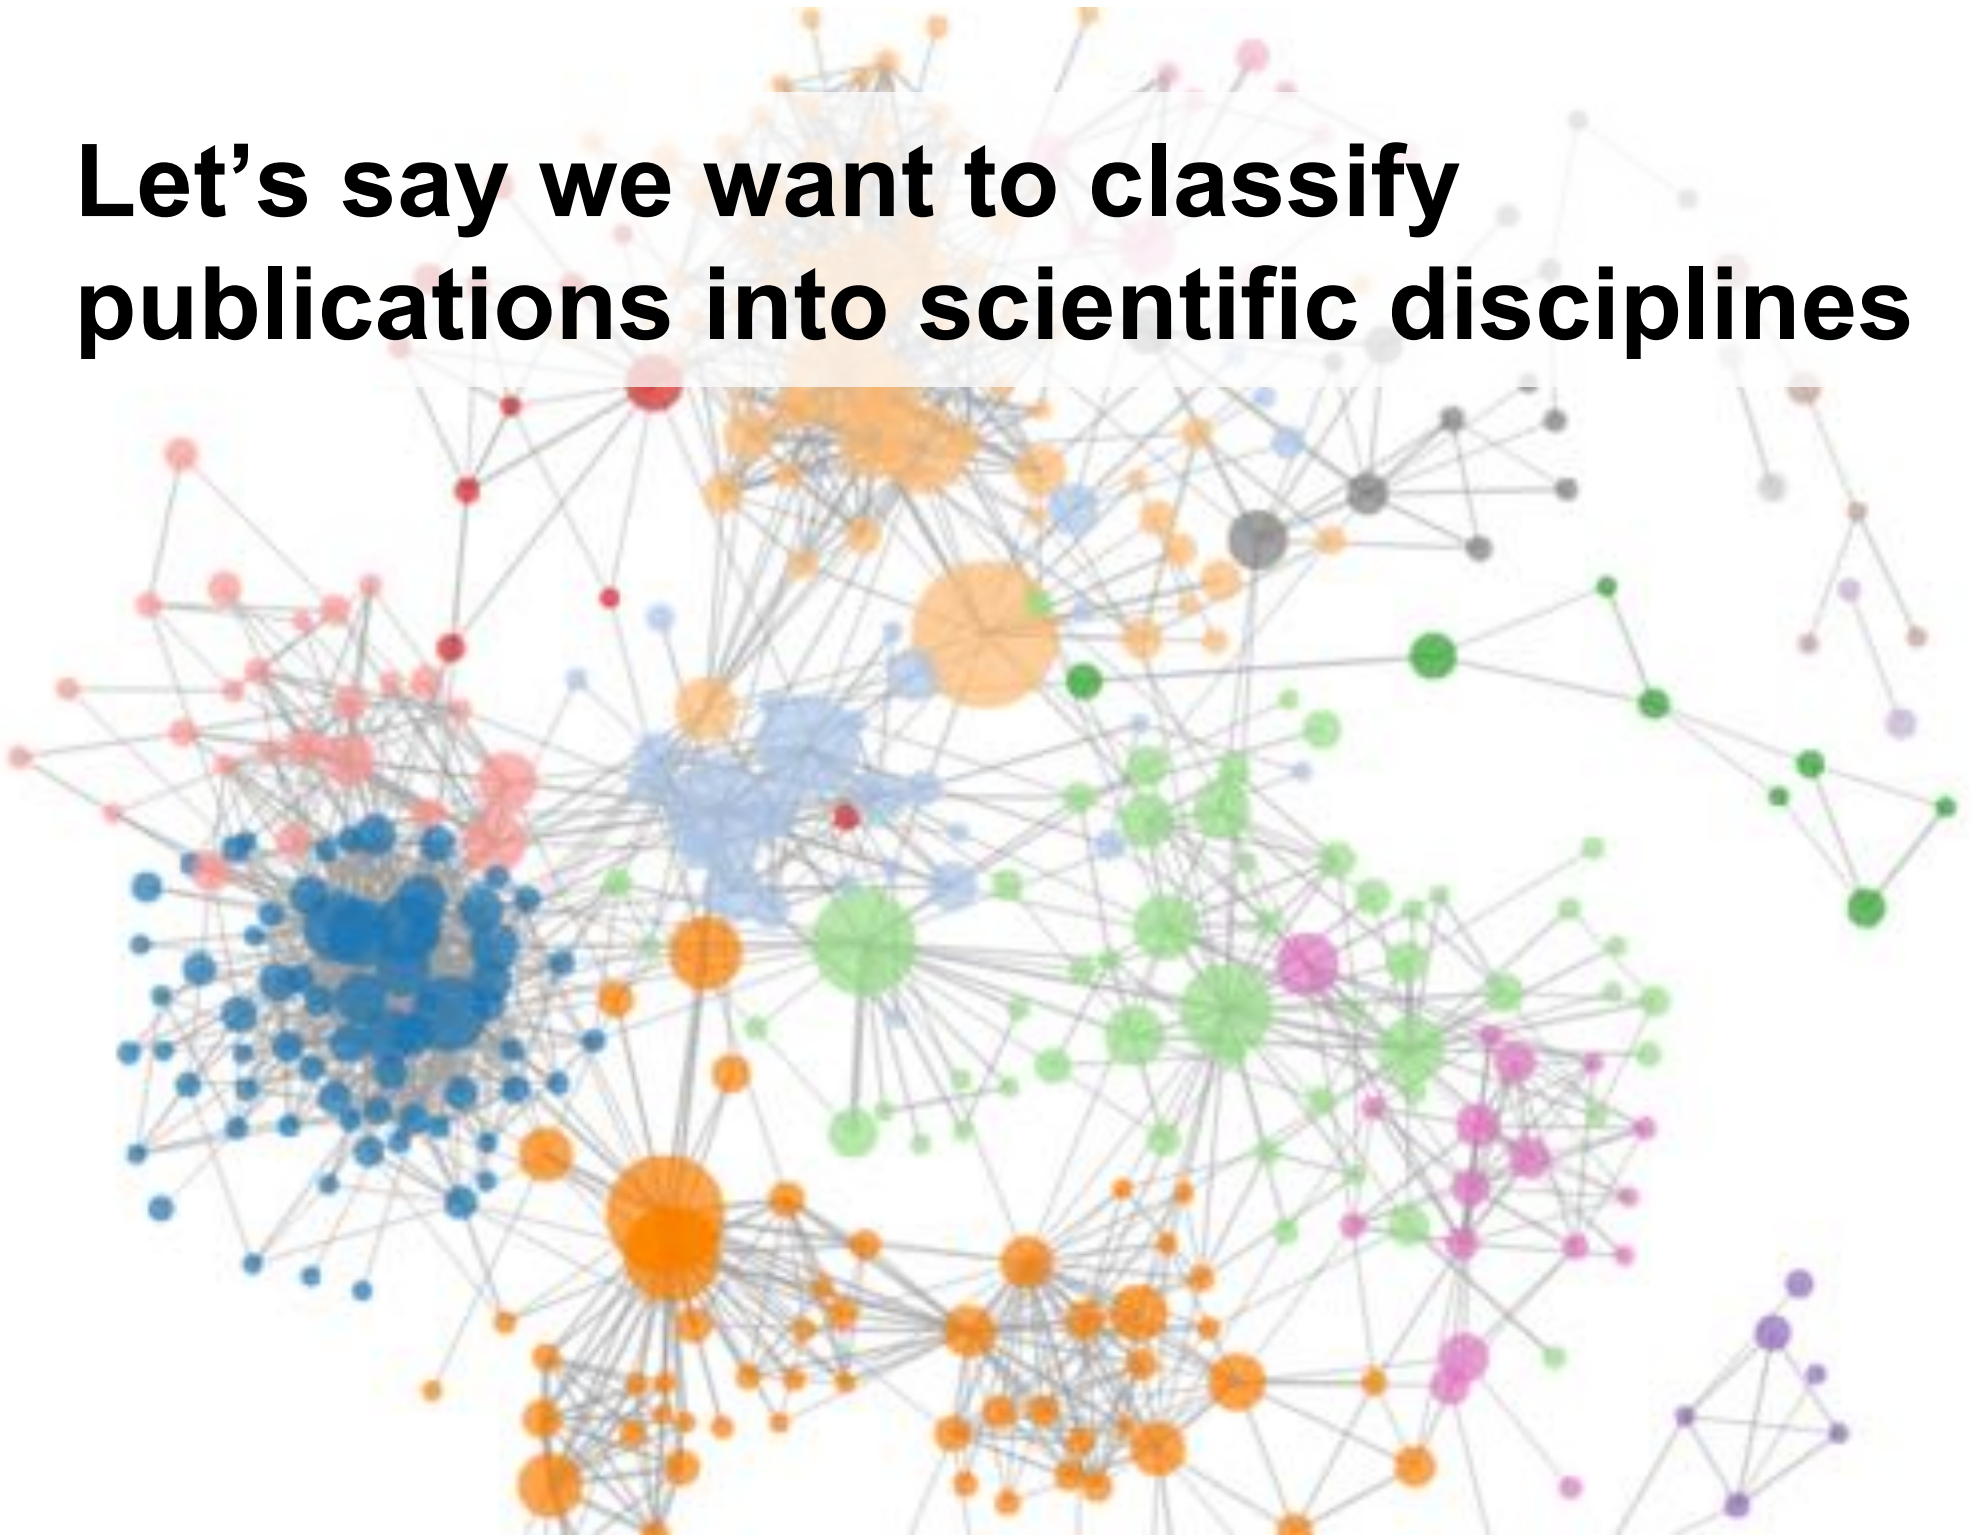 Let’s say we want to classify
publications into scientific disciplines